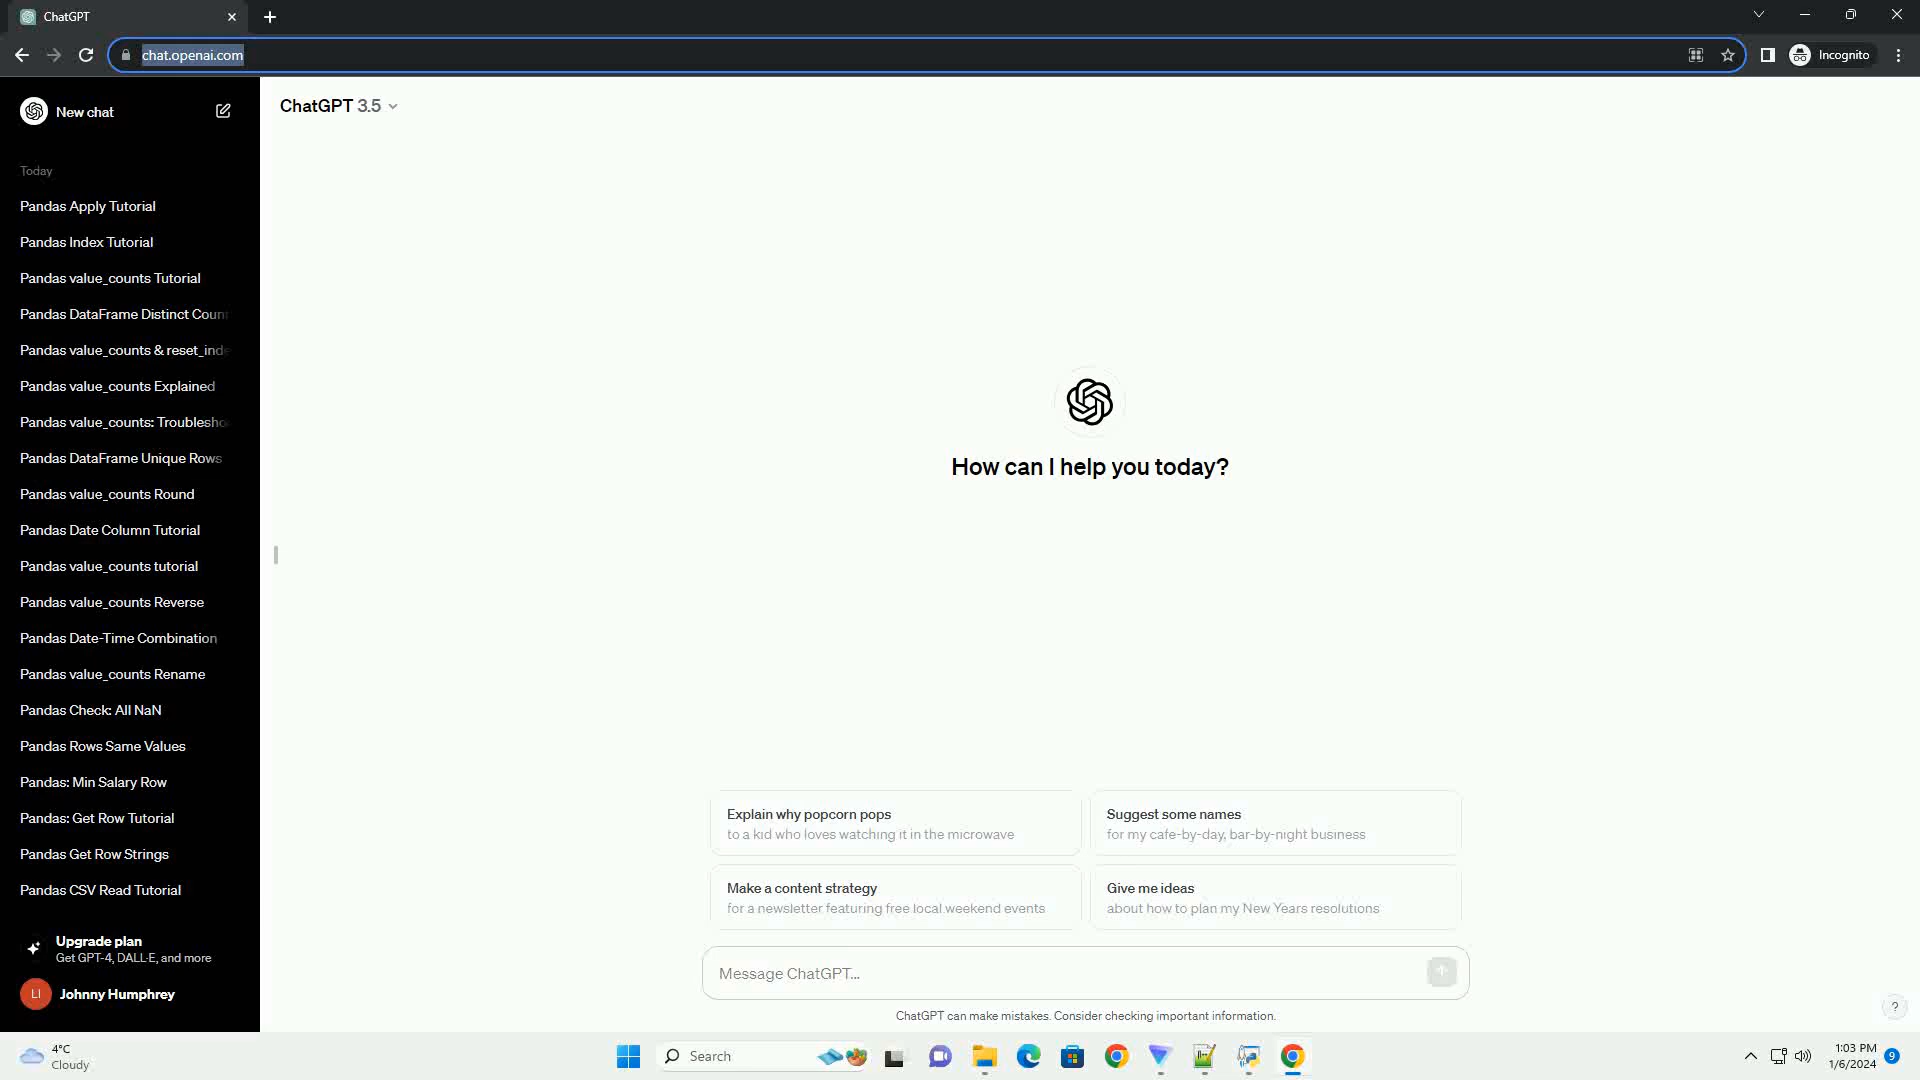 ChatGPT
chat.openai.com
Incognito
New chat
ChatGPT 3.5
Today
Pandas Apply Tutorial
Pandas Index Tutorial
Pandas value_counts Tutorial
Pandas DataFrame Distinct Coun
Pandas value_counts & reset_inde
Pandas value_counts Explained
Pandas value_counts: Troublesho
Pandas DataFrame Unique Rows
Pandas value_counts Round
Pandas Date Column Tutorial
Pandas value_counts tutorial
Pandas value_counts Reverse
Pandas Date-Time Combination
Pandas value_counts Rename
Pandas Check: All NaN
Pandas Rows Same Values
Pandas: Min Salary Row
Pandas: Get Row Tutorial
Pandas Get Row Strings
Pandas CSV Read Tutorial
Upgrade plan
Get GPT-4, DALL·E, and more
LI
Johnny Humphrey
How can I help you today?
Explain why popcorn pops
to a kid who loves watching it in the microwave
Suggest some names
for my cafe-by-day, bar-by-night business
Make a content strategy
for a newsletter featuring free local weekend events
Give me ideas
about how to plan my New Years resolutions
Message ChatGPT...
ChatGPT can make mistakes. Consider checking important information.
?
4°C
Cloudy
Search
1:03 PM
1/6/2024
9